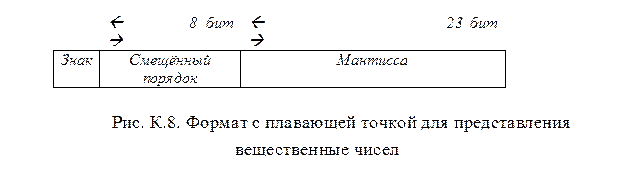 8 бит 23 бит
Знак Смещённый Мантисса
порядок
Рис. К.8. Формат с плавающей точкой для представления
вещественные чисел